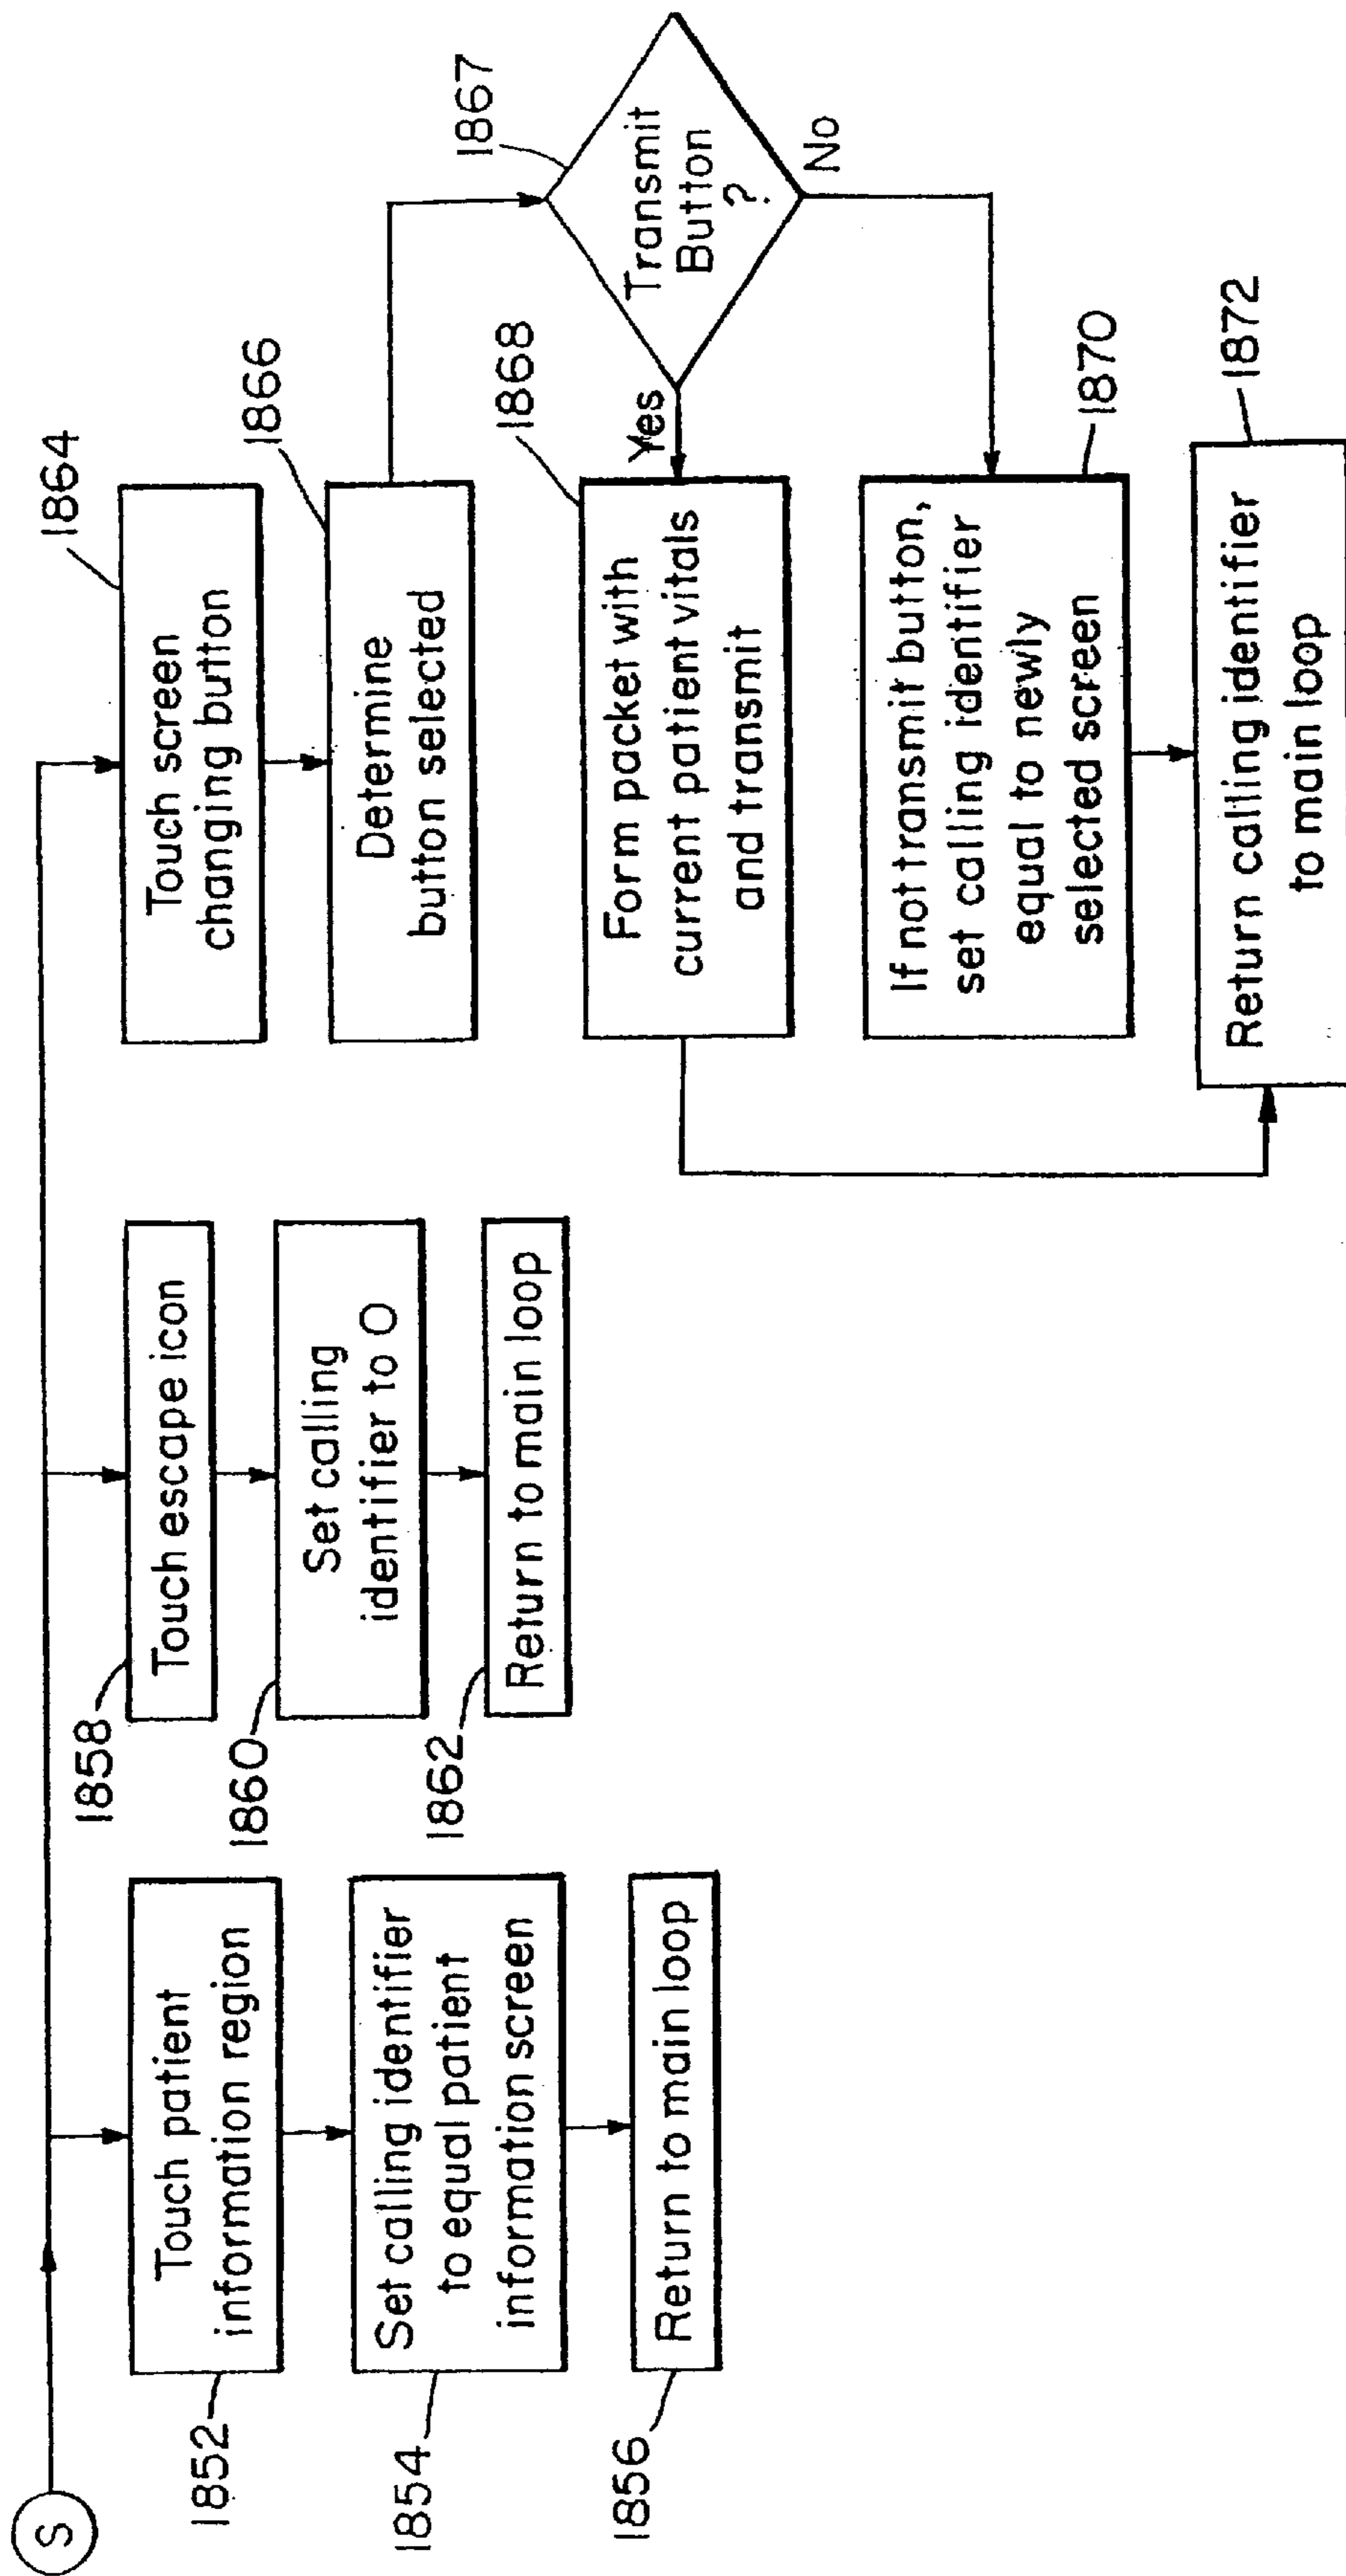 S
1852
Touch patient
information region
1854
Set calling identifier
to equal patient
information screen
1856
Return to main loop
1858
Touch escape icon
1860
Set calling
identifier to 0
1862
Return to main loop
1864
Touch screen
changing button
1866
Determine
button selected
1867
Transmit
Button
?
Yes
No
1868
Form packet with
current patient vitals
and transmit
1870
If not transmit button,
set calling identifier
equal to newly
selected screen
1872
Return calling identifier
to main loop